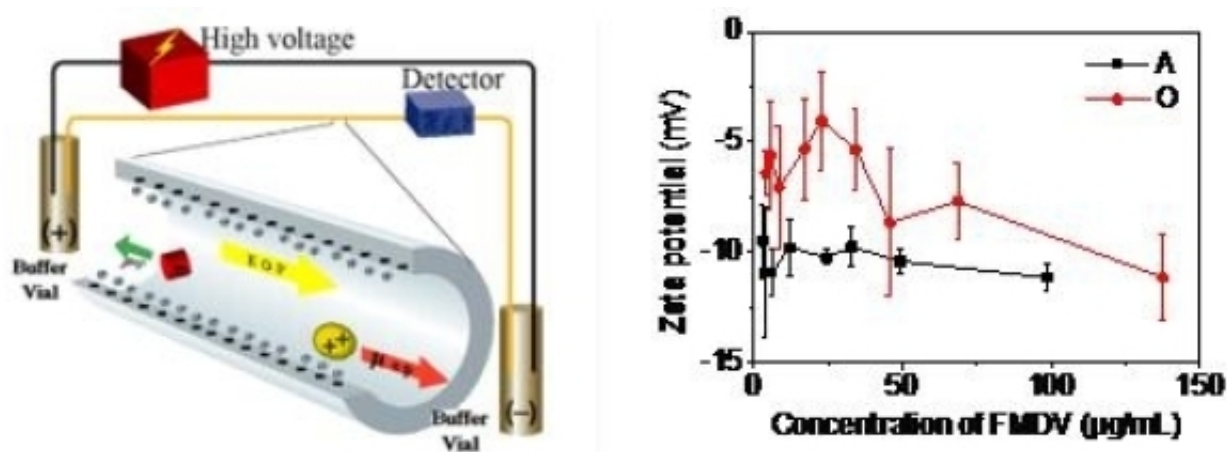 High voltage
Detector
(+)
Buffer
Vial
EOF
++
Buffer
Vial
(−)
A
O
Zeta potential (mV)
0
-5
-10
-15
0
50
100
150
Concentration of FMDV (µg/mL)